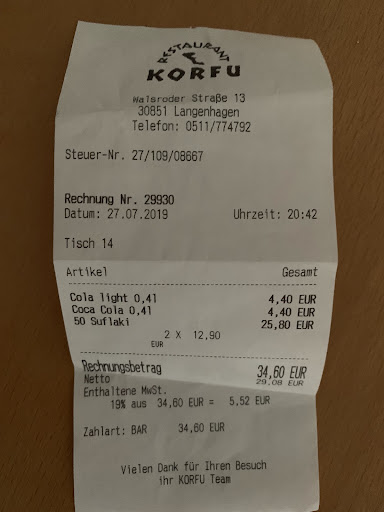 RESTAURANT
KORFU
Walsroder Straße 13
30851 Langenhagen
Telefon: 0511/774792
Steuer-Nr. 27/109/08667
Rechnung Nr. 29930
Datum: 27.07.2019 Uhrzeit: 20:42
Tisch 14
Artikel Gesamt
Cola light 0,4l 4,40 EUR
Coca Cola 0,4l 4,40 EUR
50 Suflaki 25,80 EUR
2 X 12,90
EUR
Rechnungsbetrag 34,60 EUR
Netto 29,08 EUR
Enthaltene MwSt.
19% aus 34,60 EUR = 5,52 EUR
Zahlart: BAR 34,60 EUR
Vielen Dank für Ihren Besuch
ihr KORFU Team